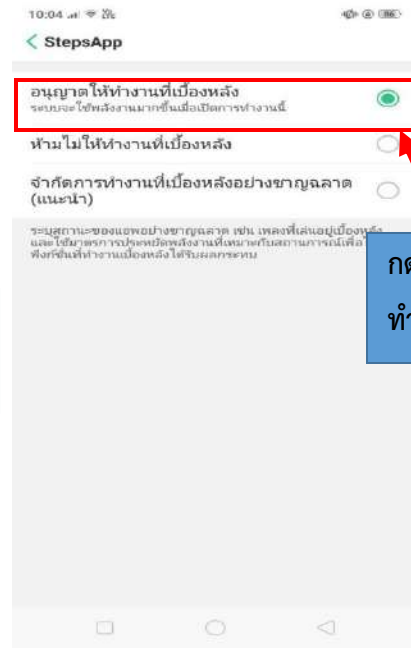 10:04
StepsApp
อนุญาตให้ทำงานที่เบื้องหลัง
ระบบจะใช้พลังงานมากขึ้นเมื่อเปิดการทำงานนี้
ห้ามไม่ให้ทำงานที่เบื้องหลัง
จำกัดการทำงานที่เบื้องหลังอย่างชาญฉลาด
(แนะนำ)
ระบุสถานะของแอพอย่างชาญฉลาด เช่น เพลงที่เล่นอยู่เบื้องหลัง
และใช้มาตรการประหยัดพลังงานที่เหมาะกับสถานการณ์เพื่อ
ฟังก์ชั่นที่ทำงานเบื้องหลังได้รับผลกระทบ
กด
ทำ